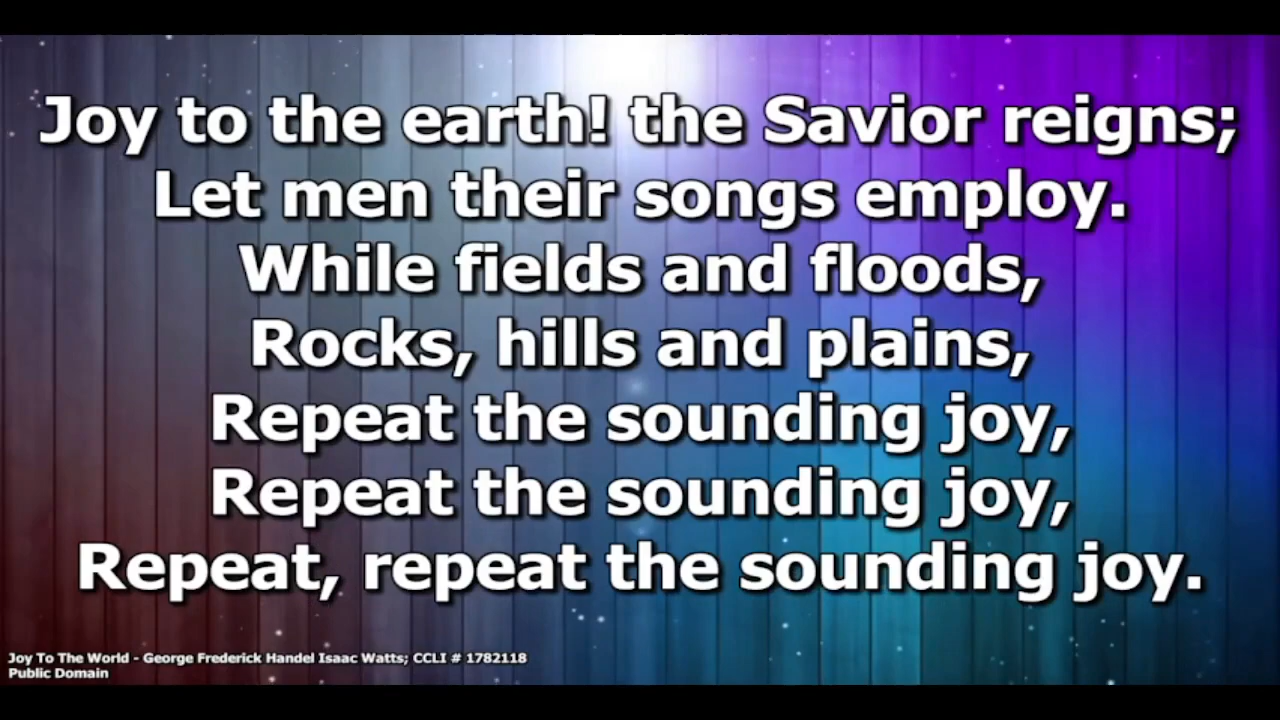 Joy to the earth! the Savior reigns;
Let men their songs employ.
While fields and floods,
Rocks, hills and plains,
Repeat the sounding joy,
Repeat the sounding joy,
Repeat, repeat the sounding joy.
Joy To The World - George Frederick Handel Isaac Watts; CCLI # 1782118
Public Domain